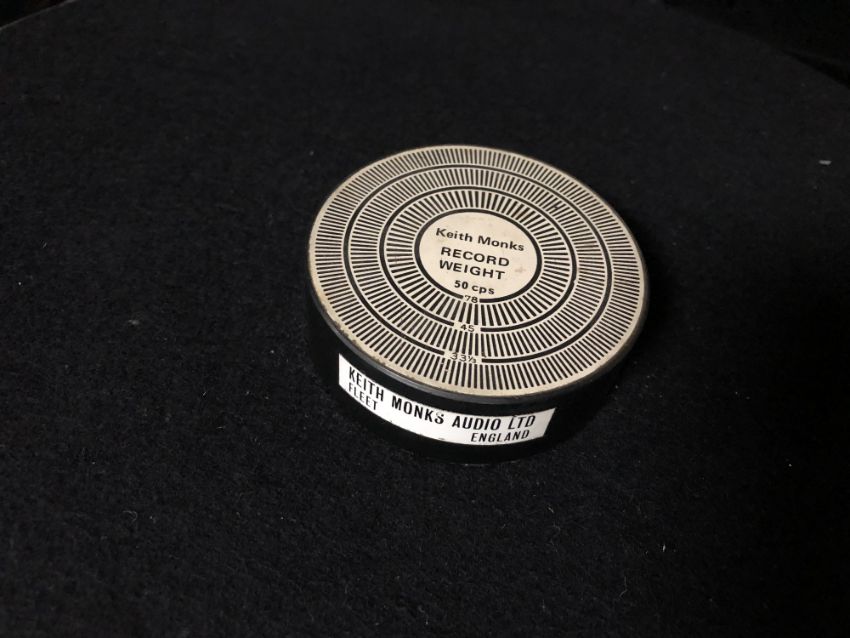 Keith Monks
RECORD
WEIGHT
50 cps
78
45
33⅓
KEITH MONKS AUDIO LTD
FLEET ENGLAND